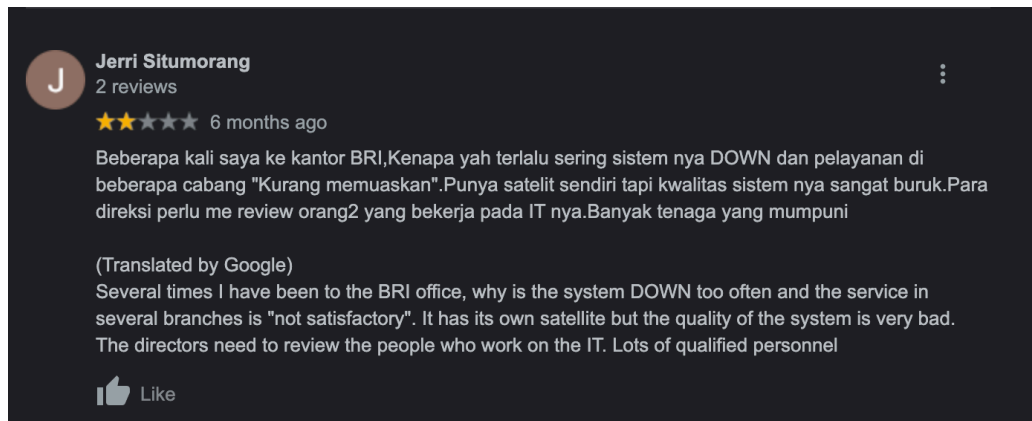 Jerri Situmorang
2 reviews
6 months ago
Beberapa kali saya ke kantor BRI,Kenapa yah terlalu sering sistem nya DOWN dan pelayanan di
beberapa cabang "Kurang memuaskan".Punya satelit sendiri tapi kwalitas sistem nya sangat buruk.Para
direksi perlu me review orang2 yang bekerja pada IT nya.Banyak tenaga yang mumpuni
(Translated by Google)
Several times I have been to the BRI office, why is the system DOWN too often and the service in
several branches is "not satisfactory". It has its own satellite but the quality of the system is very bad.
The directors need to review the people who work on the IT. Lots of qualified personnel
Like
J